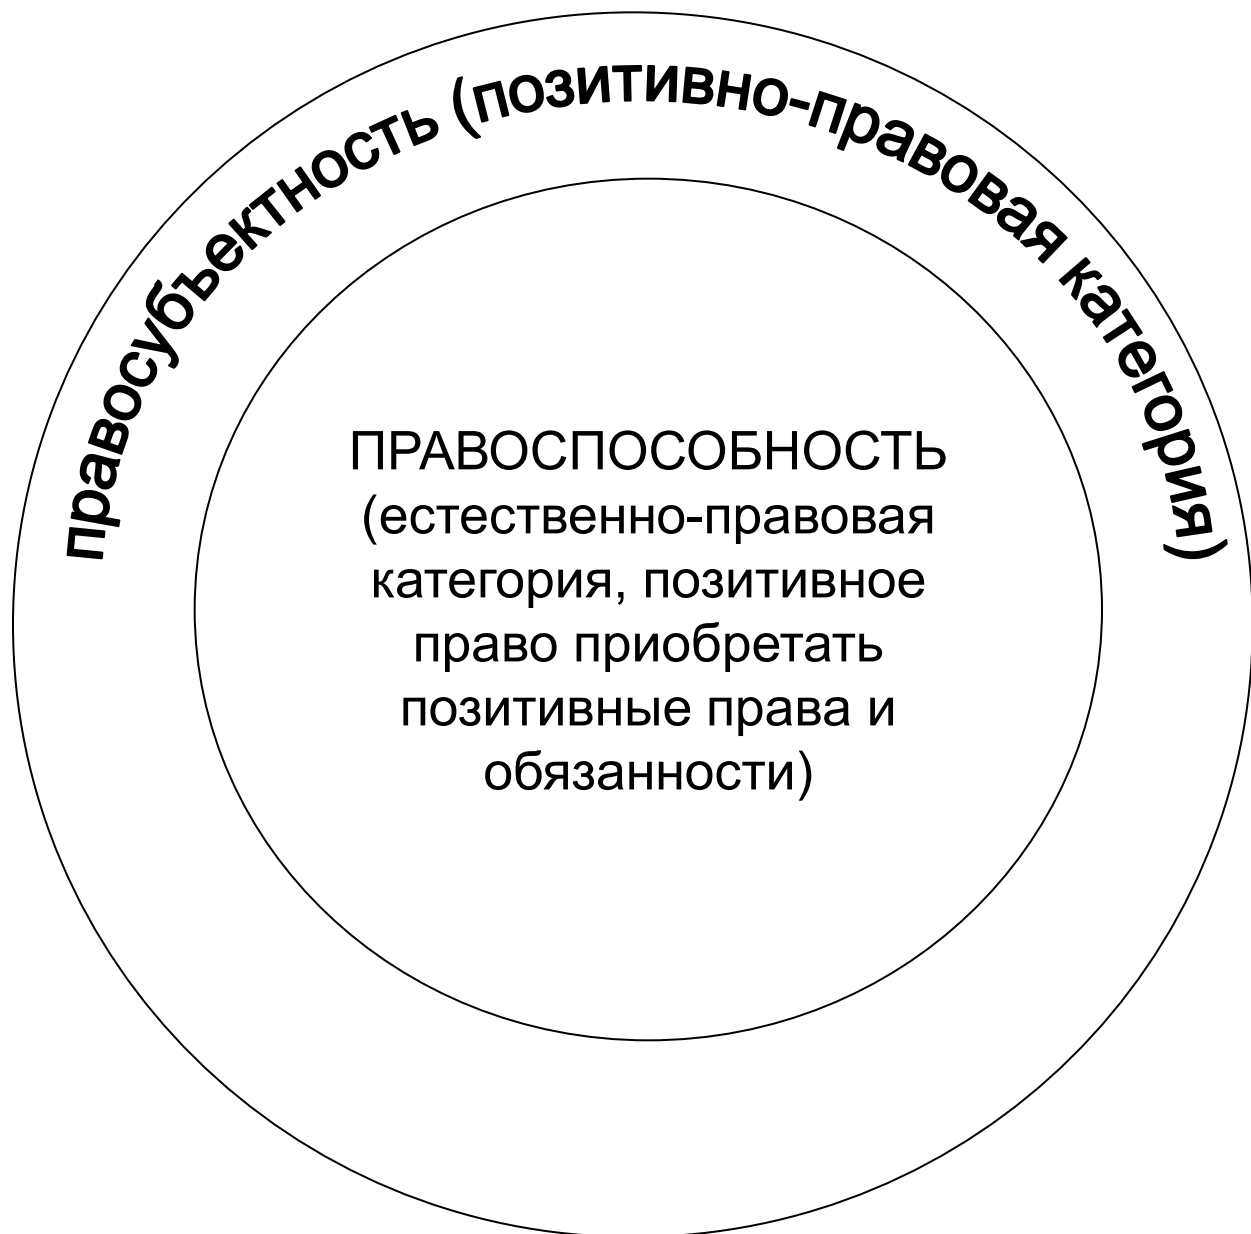 правосубъектность (позитивно-правовая категория)
ПРАВОСПОСОБНОСТЬ
(естественно-правовая
категория, позитивное
право приобретать
позитивные права и
обязанности)